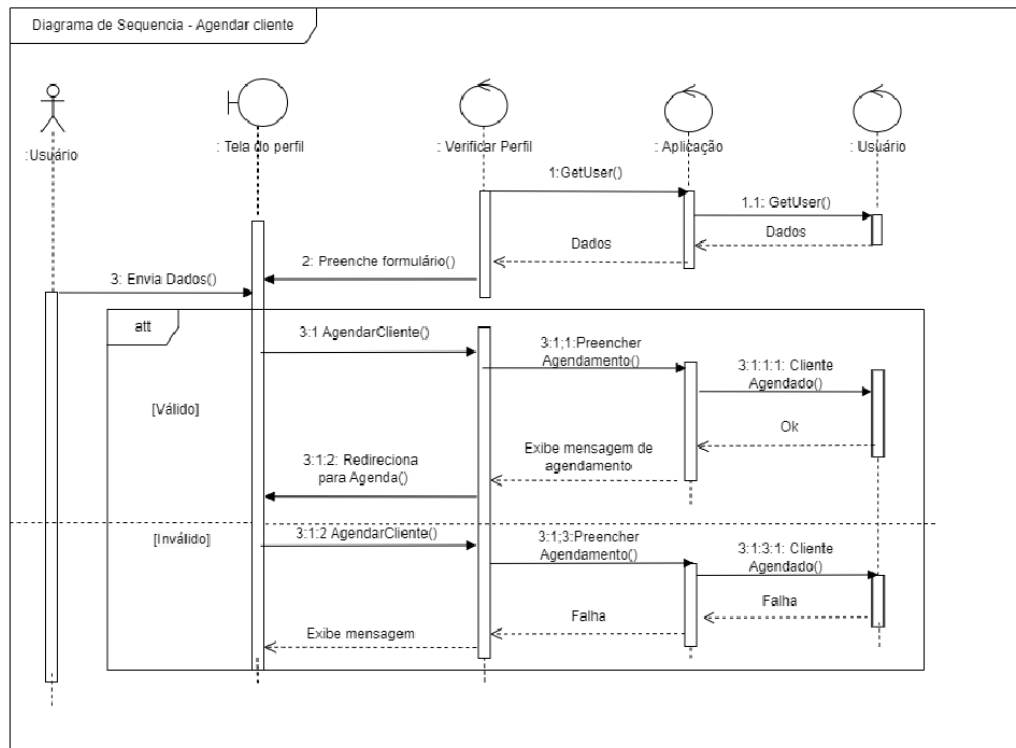 Diagrama de Sequencia - Agendar cliente
:Usuário
: Tela do perfil
: Verificar Perfil
: Aplicação
: Usuário
1:GetUser()
1.1: GetUser()
Dados
Dados
2: Preenche formulário()
3: Envia Dados()
att
3:1 AgendarCliente()
3:1;1:Preencher
Agendamento()
3:1:1:1: Cliente
Agendado()
[Válido]
Ok
Exibe mensagem de
agendamento
3:1:2: Redireciona
para Agenda()
[Inválido]
3:1:2 AgendarCliente()
3:1;3:Preencher
Agendamento()
3:1:3:1: Cliente
Agendado()
Falha
Falha
Exibe mensagem